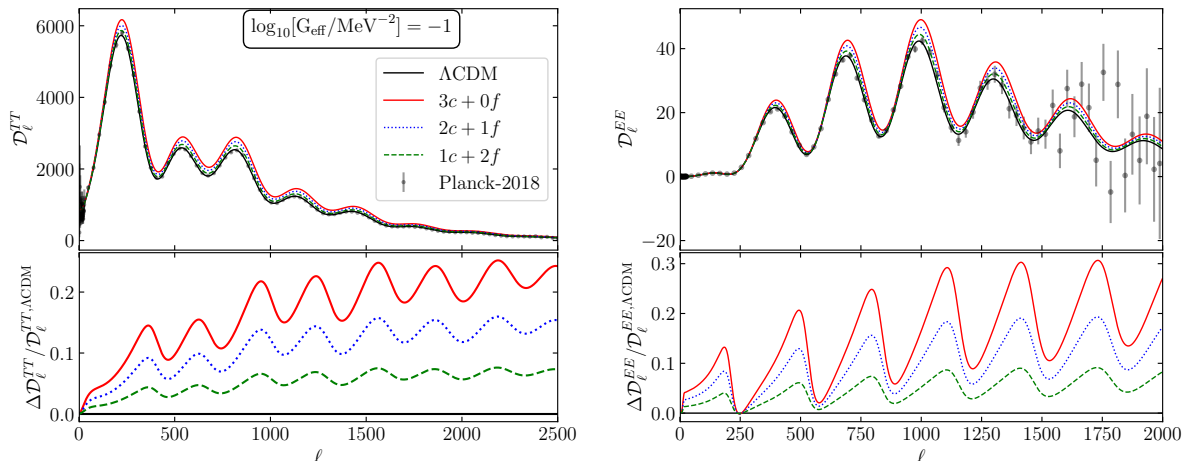 log₁₀[G_eff/MeV⁻²] = −1
ΛCDM
3c + 0f
2c + 1f
1c + 2f
Planck-2018
𝒟_ℓ^{TT}
6000
4000
2000
0
Δ𝒟_ℓ^{TT}/𝒟_ℓ^{TT,ΛCDM}
0.2
0.1
0.0
0 500 1000 1500 2000 2500
ℓ
𝒟_ℓ^{EE}
40
20
0
−20
Δ𝒟_ℓ^{EE}/𝒟_ℓ^{EE,ΛCDM}
0.3
0.2
0.1
0.0
0 250 500 750 1000 1250 1500 1750 2000
ℓ